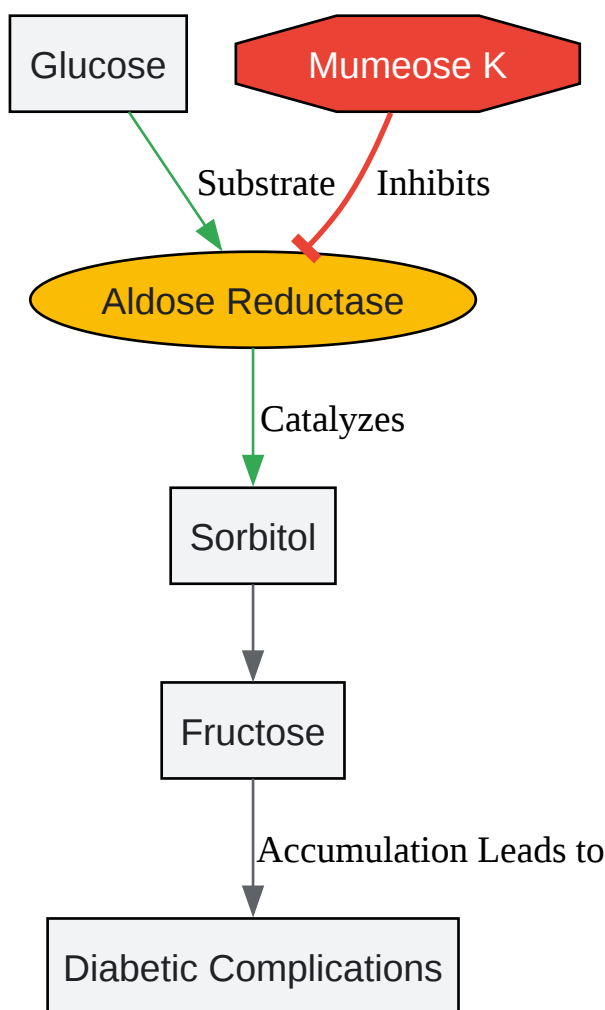 Glucose
Mumeose K
Substrate
Inhibits
Aldose Reductase
Catalyzes
Sorbitol
Fructose
Accumulation Leads to
Diabetic Complications